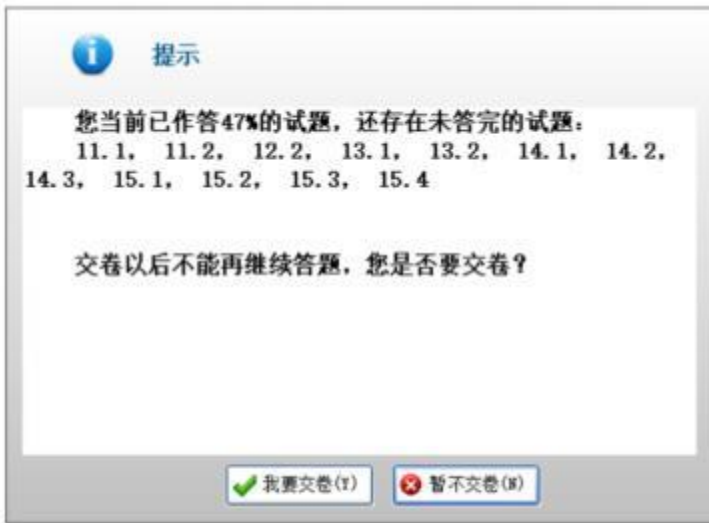 提示
您当前已作答47%的试题，还存在未答完的试题：
11.1， 11.2， 12.2， 13.1， 13.2， 14.1， 14.2，
14.3， 15.1， 15.2， 15.3， 15.4
交卷以后不能再继续答题，您是否要交卷？
我要交卷(Y) 暂不交卷(N)